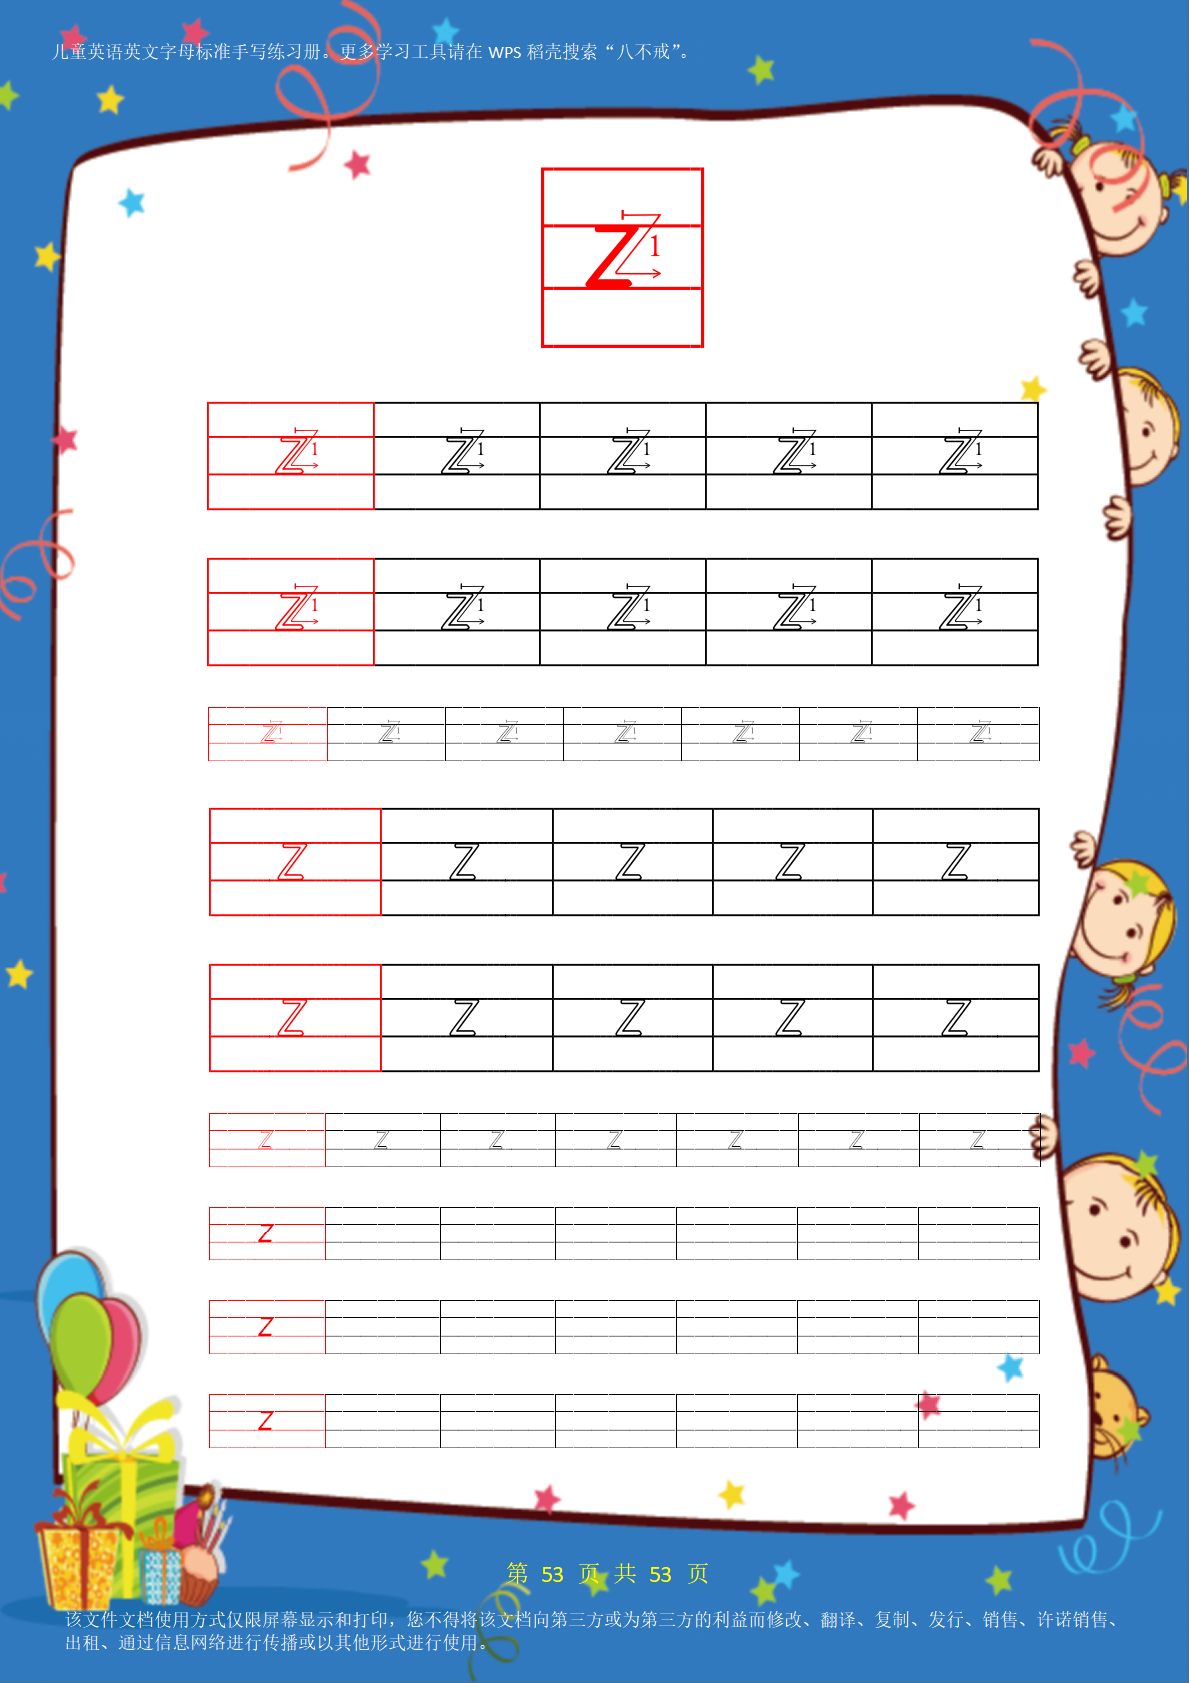 儿童英语英文字母标准手写练习册。更多学习工具请在 WPS 稻壳搜索“八不戒”。
z 1
z 1 z 1 z 1 z 1 z 1
z 1 z 1 z 1 z 1 z 1
z 1 z 1 z 1 z 1 z 1 z 1 z 1
z z z z z
z z z z z
z z z z z z z
z
z
z
第 53 页 共 53 页
该文件文档使用方式仅限屏幕显示和打印，您不得将该文档向第三方或为第三方的利益而修改、翻译、复制、发行、销售、许诺销售、
出租、通过信息网络进行传播或以其他形式进行使用。